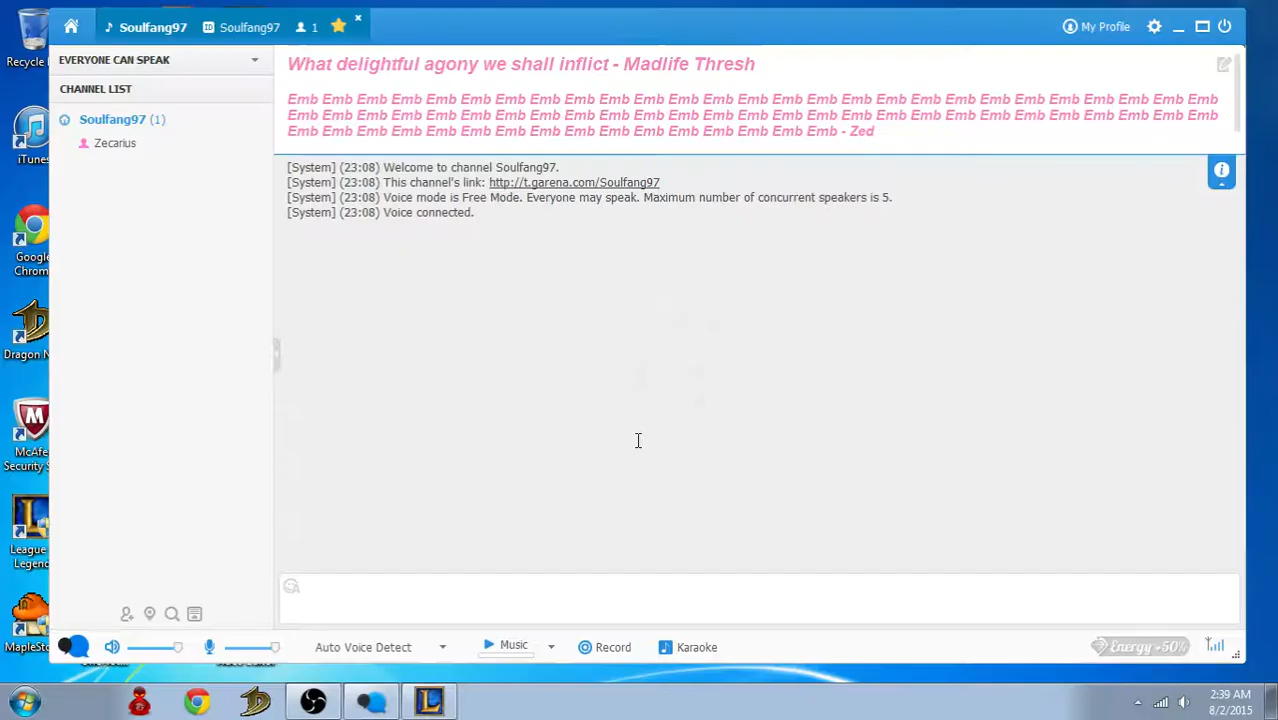 Soulfang97 Soulfang97 1 My Profile
EVERYONE CAN SPEAK
CHANNEL LIST
Soulfang97 (1)
Zecarius
What delightful agony we shall inflict - Madlife Thresh
Emb Emb Emb Emb Emb Emb Emb Emb Emb Emb Emb Emb Emb Emb Emb Emb Emb Emb Emb Emb Emb Emb Emb Emb Emb Emb Emb
Emb Emb Emb Emb Emb Emb Emb Emb Emb Emb Emb Emb Emb Emb Emb Emb Emb Emb Emb Emb Emb Emb Emb Emb Emb Emb Emb
Emb Emb Emb Emb Emb Emb Emb Emb Emb Emb Emb Emb Emb Emb Emb Emb - Zed
[System] (23:08) Welcome to channel Soulfang97.
[System] (23:08) This channel's link: http://t.garena.com/Soulfang97
[System] (23:08) Voice mode is Free Mode. Everyone may speak. Maximum number of concurrent speakers is 5.
[System] (23:08) Voice connected.
Auto Voice Detect Music Record Karaoke Energy +50%
Recycle
iTune
Google
Chrom
Dragon N
McAfe
Security S
League
Legend
MapleSto
2:39 AM
8/2/2015